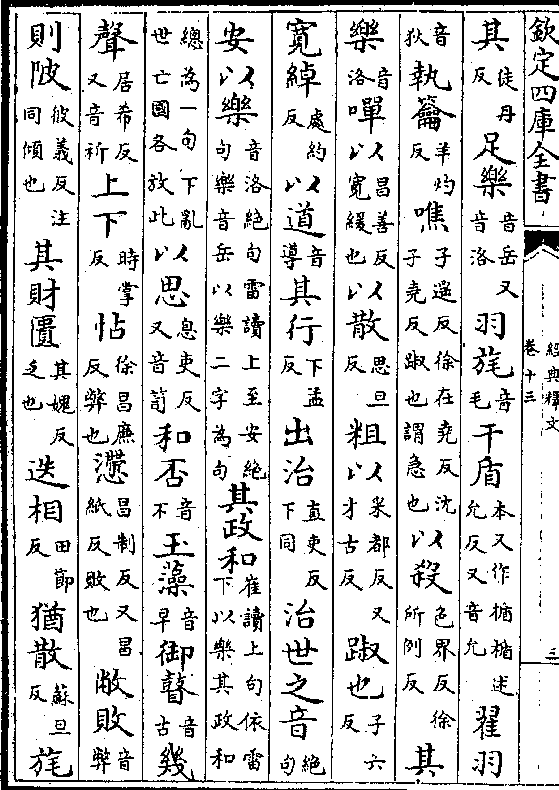 欽定四庫全書
經典釋文
卷十三
三
其徒丹反足樂音岳又音洛羽旄音毛干盾本又作楯楯述允反又音允翟羽
音狄執籥羊灼反噍子遥反徐在堯反沈子堯反踧也謂急也以殺色界反徐所例反其
樂音洛嘽以昌善反以寛緩也以散思旦反粗以采都反又才古反踧也子六反
寛綽處約反以道音導其行下孟反出治直吏反下同治世之音絶句
安以樂音洛絶句雷讀上至安絶句樂音岳以樂二字為句其政和崔讀上句依雷下以樂其政和
總為一句下亂世亡國各放此以思息吏反又音笥和否音不玉藻音早御瞽音古幾
聲居希反又音祈上下時掌反怗徐昌廉反弊也懘昌制反又昌紙反敗也敝敗音弊
則陂彼義反注同傾也其財匱其媿反乏也迭相田節反猶散蘇旦反旄